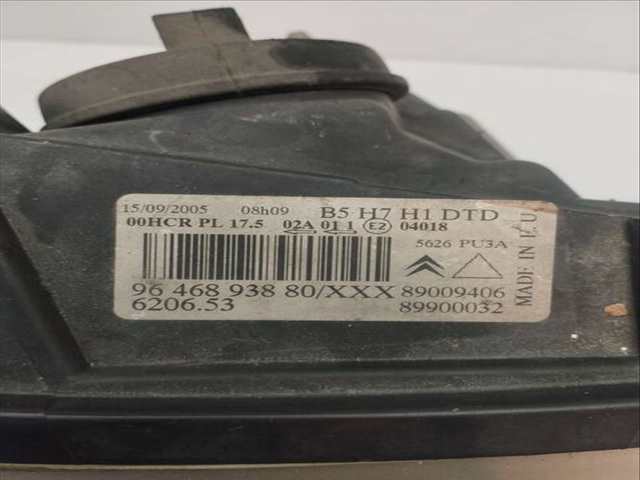 15/09/2005 08h09 B5 H7 H1 DTD
00HCR PL 17.5 02A 01 1 E2 04018
5626 PU3A
96 468 938 80/XXX 89009406
6206.53 89900032
MADE IN E U